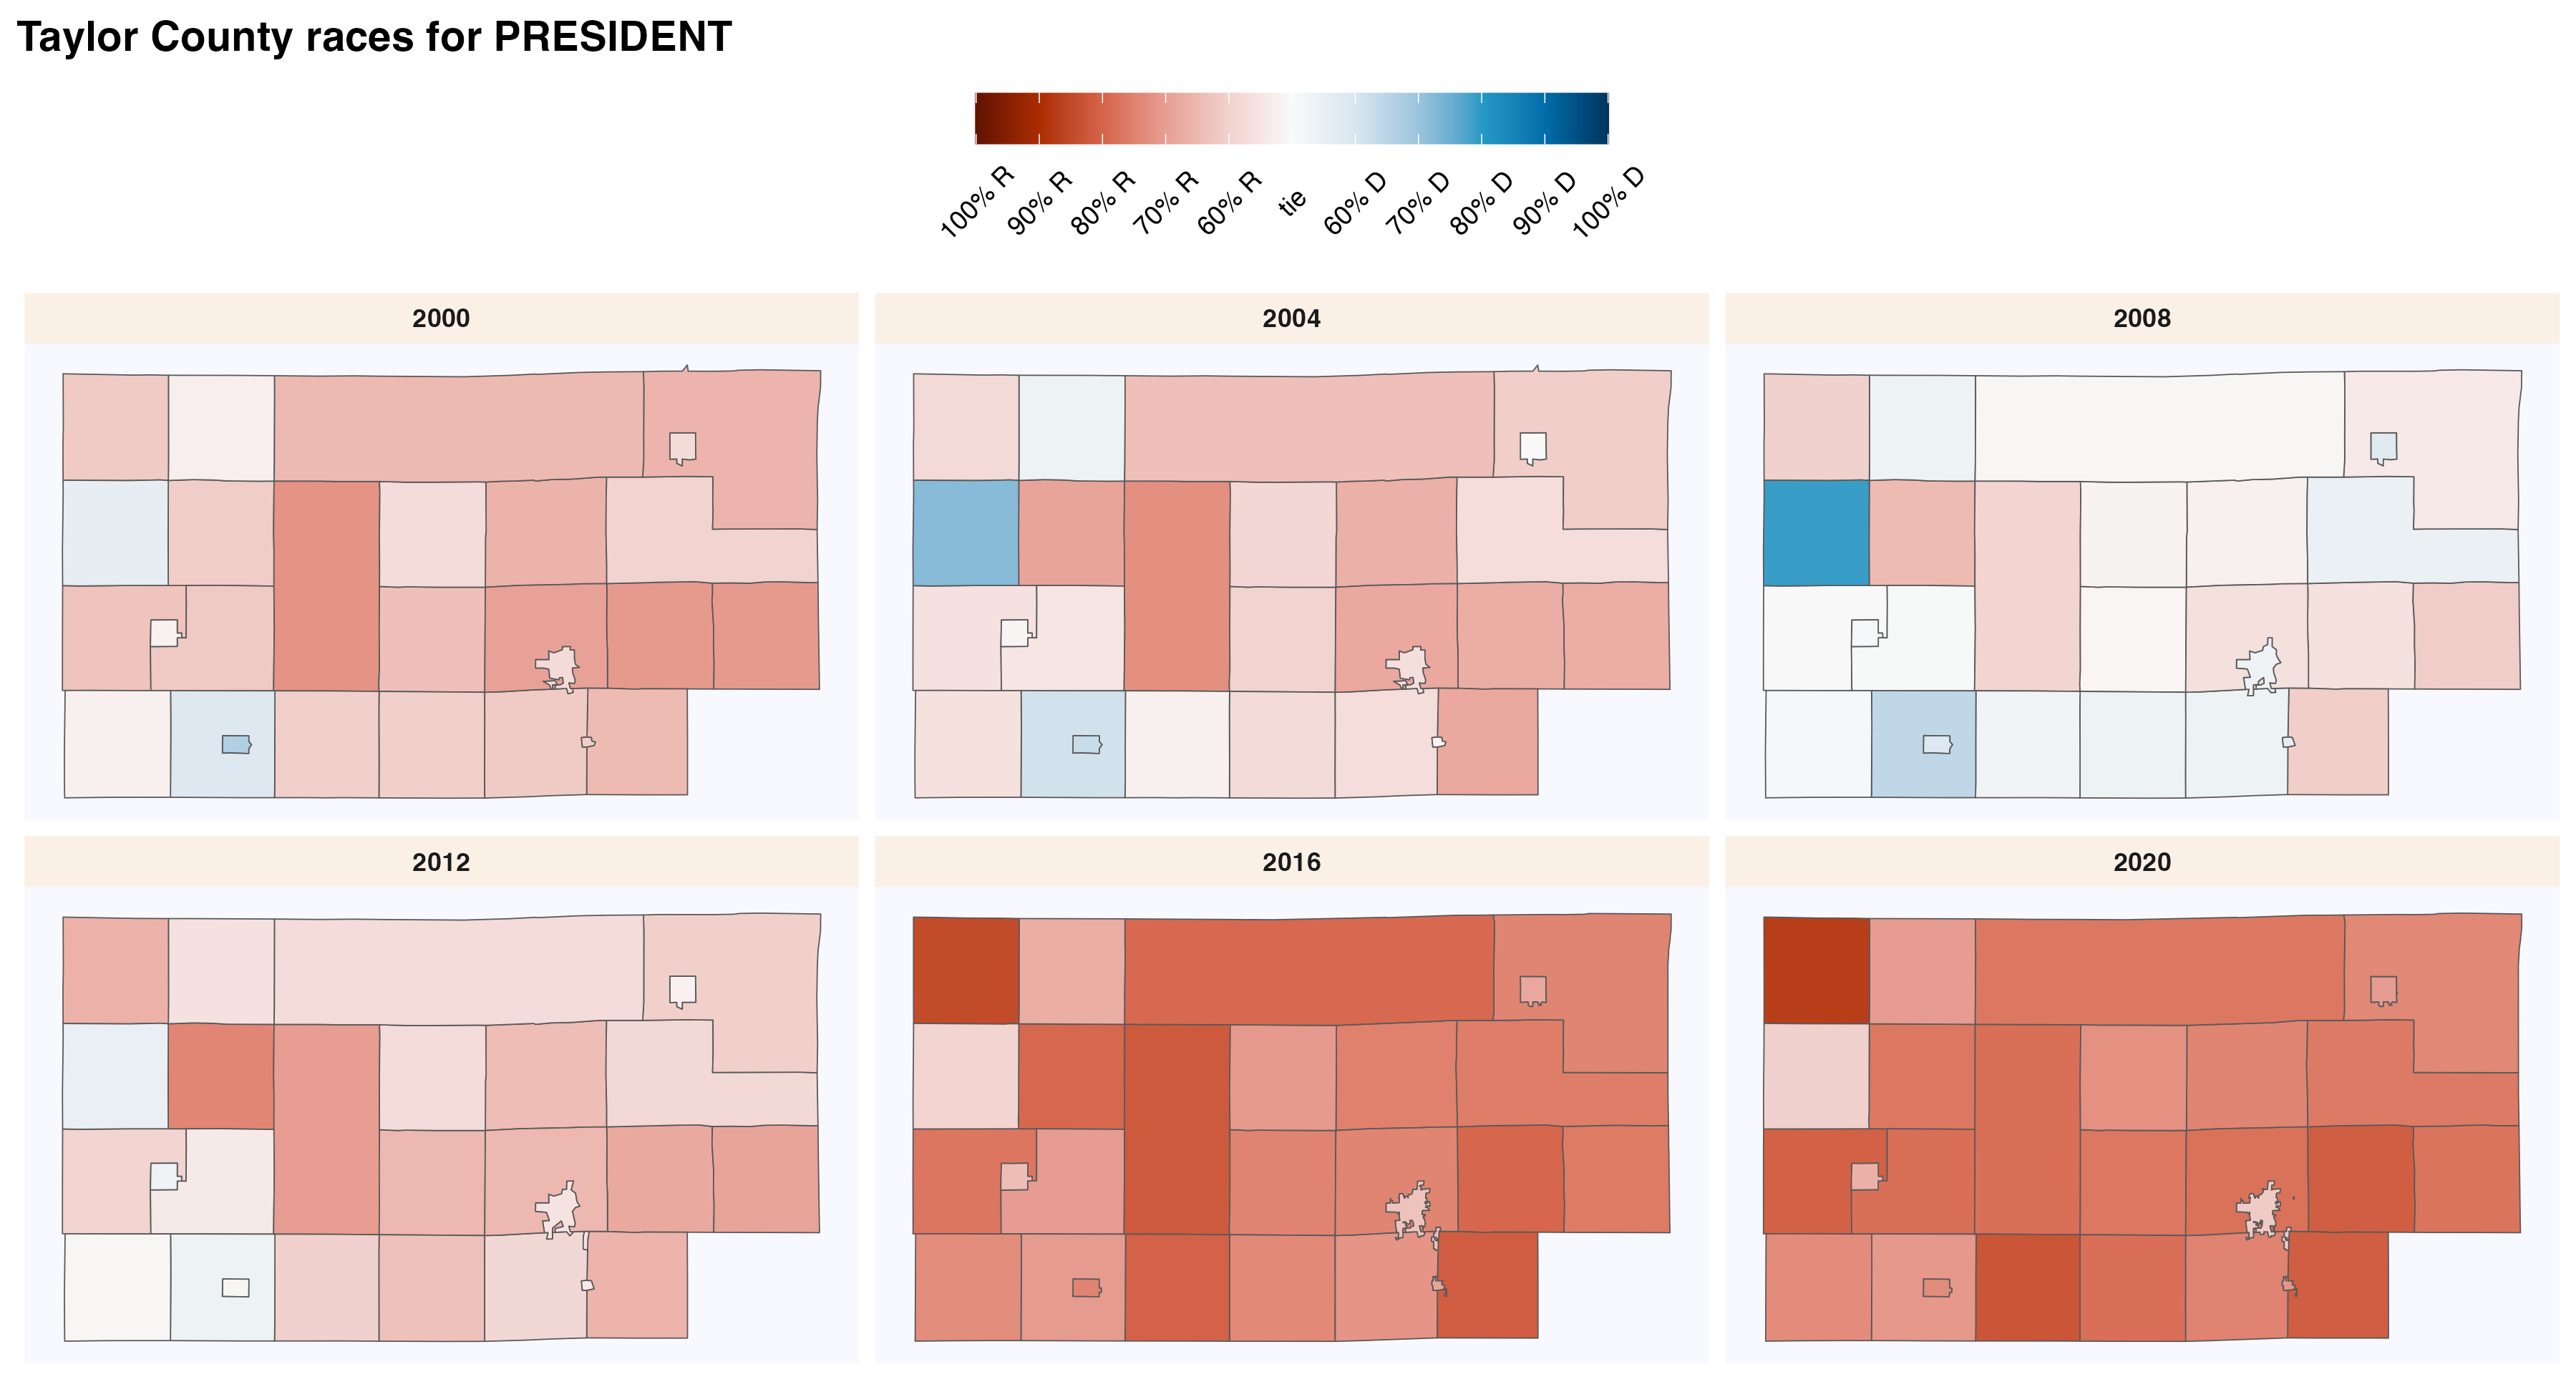 Taylor County races for PRESIDENT
100% R
90% R
80% R
70% R
60% R
tie
60% D
70% D
80% D
90% D
100% D
2000
2004
2008
2012
2016
2020